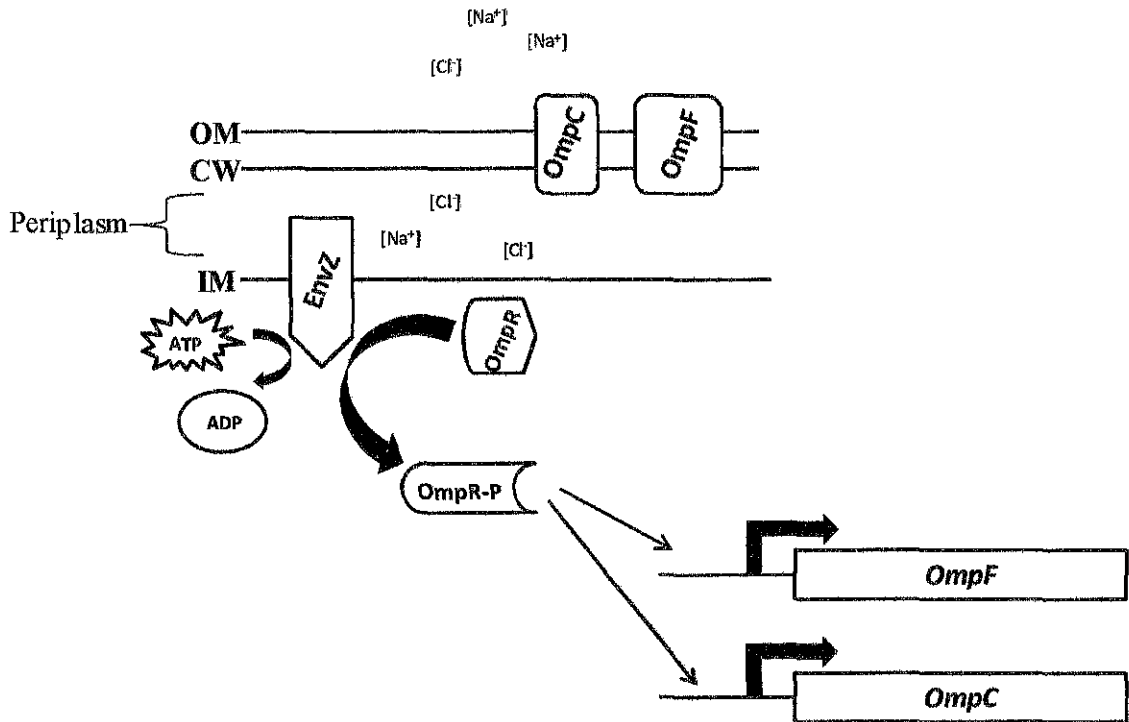 [Na⁺]
[Na⁺]
[Cl⁻]
OmpC
OmpF
OM
CW
Periplasm
[Cl⁻]
[Na⁺]
[Cl⁻]
IM
EnvZ
OmpR
ATP
ADP
OmpR-P
OmpF
OmpC